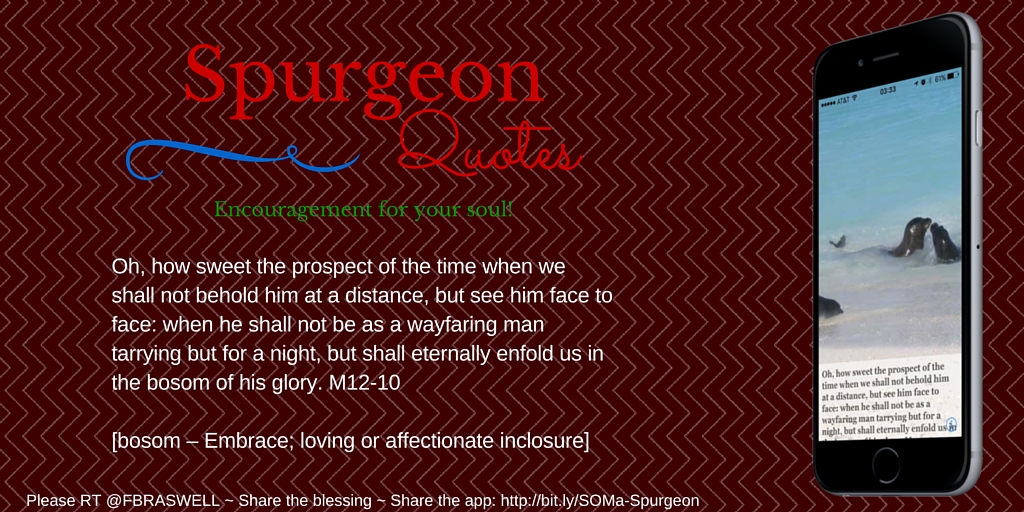 Spurgeon
Quotes
Encouragement for your soul!
Oh, how sweet the prospect of the time when we
shall not behold him at a distance, but see him face to
face: when he shall not be as a wayfaring man
tarrying but for a night, but shall eternally enfold us in
the bosom of his glory. M12-10
[bosom – Embrace; loving or affectionate inclosure]
Please RT @FBRASWELL ~ Share the blessing ~ Share the app: http://bit.ly/SOMa-Spurgeon
AT&T 03:33 61%
Oh, how sweet the prospect of the
time when we shall not behold him
at a distance, but see him face to
face: when he shall not be as a
wayfaring man tarrying but for a
night, but shall eternally enfold us in